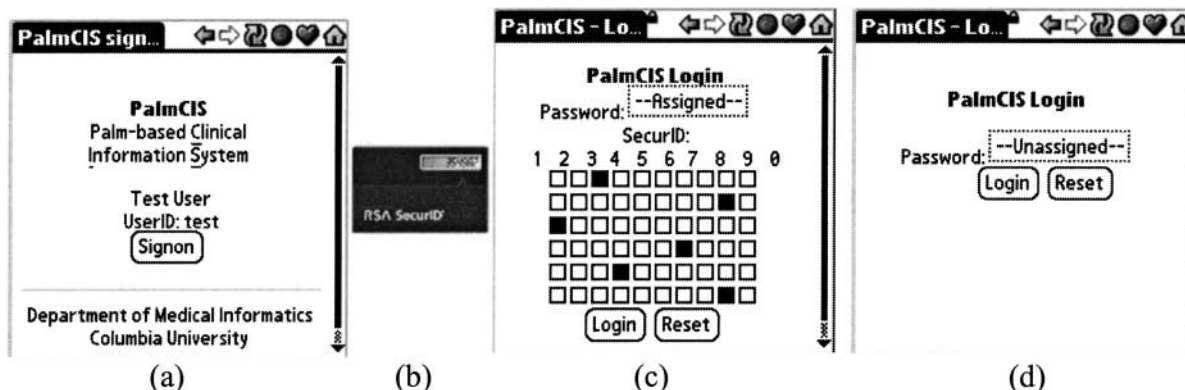 PalmCIS sign...
PalmCIS
Palm-based Clinical
Information System
Test User
UserID: test
Signon
Department of Medical Informatics
Columbia University
(a)
RSA SecurID
(b)
PalmCIS - Lo...
PalmCIS Login
Password: --Assigned--
SecurID:
1 2 3 4 5 6 7 8 9 0
Login Reset
(c)
PalmCIS - Lo...
PalmCIS Login
Password: --Unassigned--
Login Reset
(d)